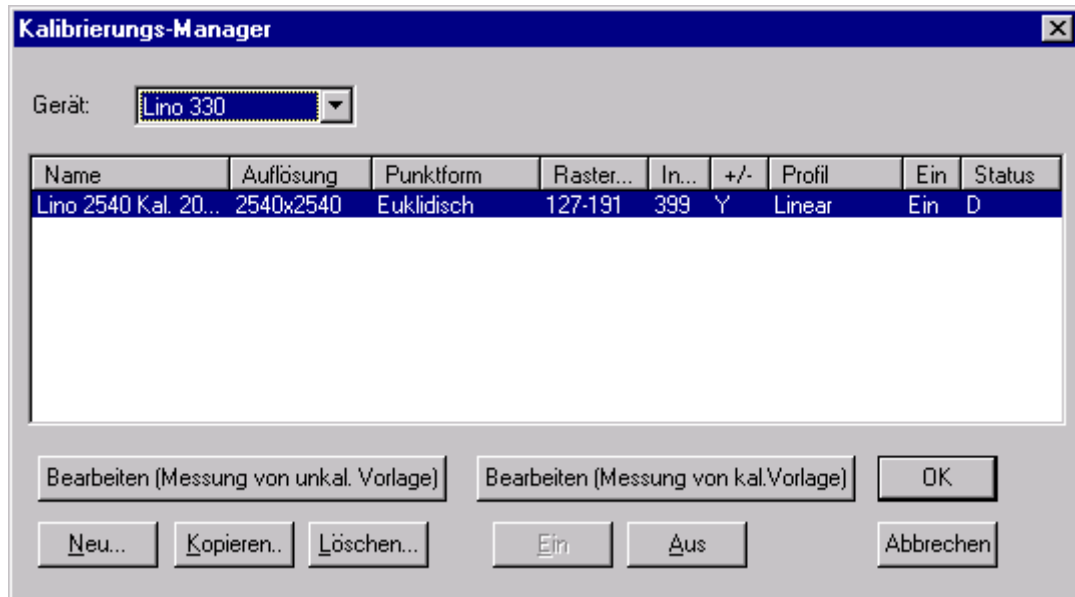 Kalibrierungs-Manager
Gerät: Lino 330
Name Auflösung Punktform Raster... In... +/- Profil Ein Status
Lino 2540 Kal. 20... 2540x2540 Euklidisch 127-191 399 Y Linear Ein D
Bearbeiten (Messung von unkal. Vorlage) Bearbeiten (Messung von kal.Vorlage) OK
Neu... Kopieren.. Löschen... Ein Aus Abbrechen